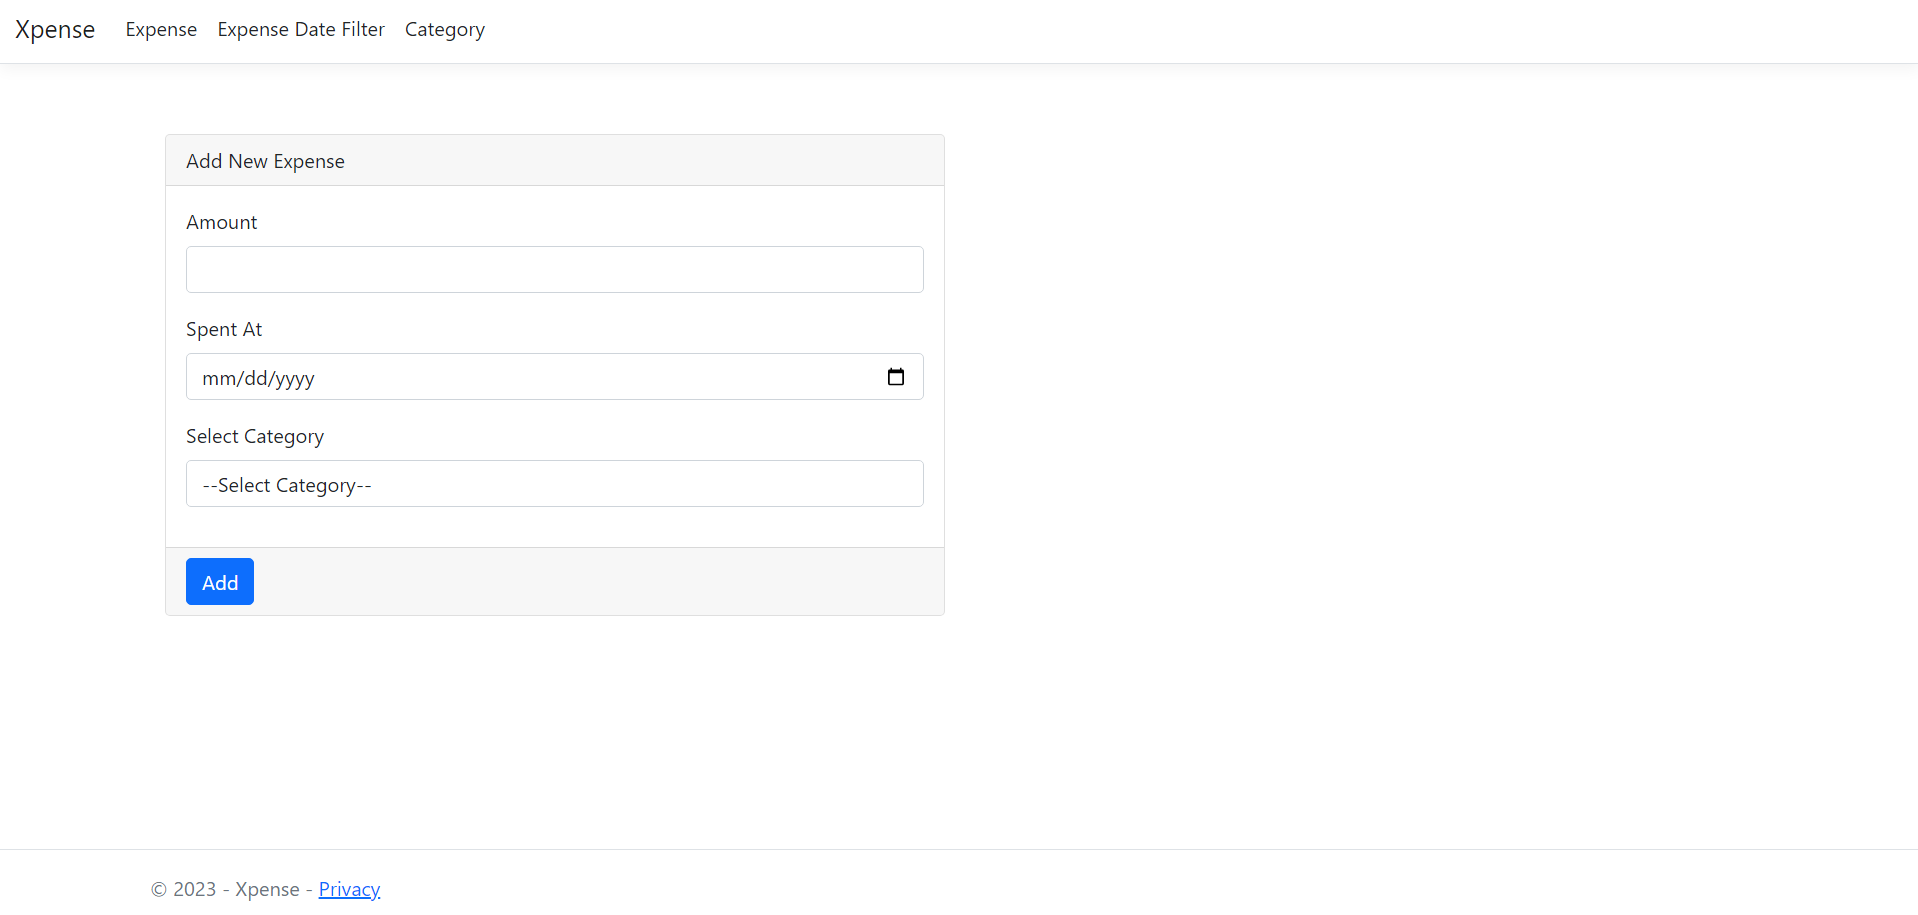 Xpense Expense Expense Date Filter Category
Add New Expense
Amount
Spent At
mm/dd/yyyy
Select Category
--Select Category--
Add
© 2023 - Xpense - Privacy